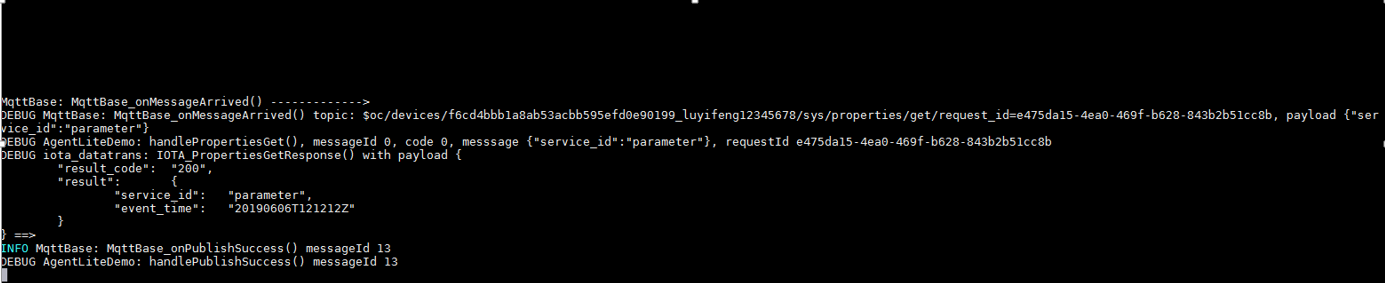 MqttBase: MqttBase_onMessageArrived() ------------->
DEBUG MqttBase: MqttBase_onMessageArrived() topic: $oc/devices/f6cd4bbb1a8ab53acbb595efd0e90199_luyifeng12345678/sys/properties/get/request_id=e475da15-4ea0-469f-b628-843b2b51cc8b, payload {"ser
vice_id":"parameter"}
DEBUG AgentLiteDemo: handlePropertiesGet(), messageId 0, code 0, messsage {"service_id":"parameter"}, requestId e475da15-4ea0-469f-b628-843b2b51cc8b
DEBUG iota_datatrans: IOTA_PropertiesGetResponse() with payload {
"result_code": "200",
"result": {
"service_id": "parameter",
"event_time": "20190606T121212Z"
}
} ==>
INFO MqttBase: MqttBase_onPublishSuccess() messageId 13
DEBUG AgentLiteDemo: handlePublishSuccess() messageId 13